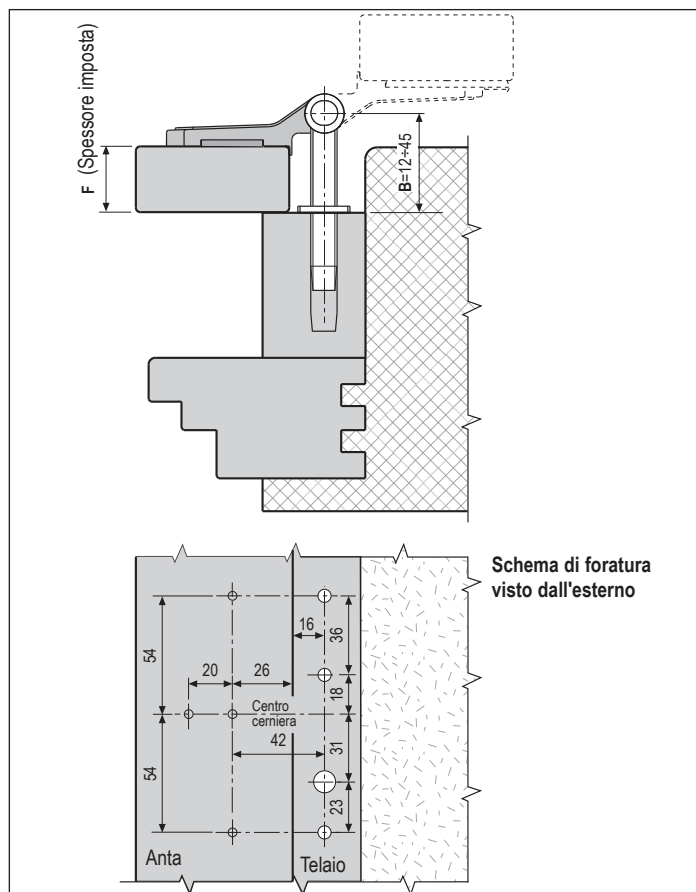 F (Spessore imposta)
B=12÷45
Schema di foratura
visto dall'esterno
16
36
54
20
26
18
Centro
cerniera
42
31
54
23
Anta
Telaio